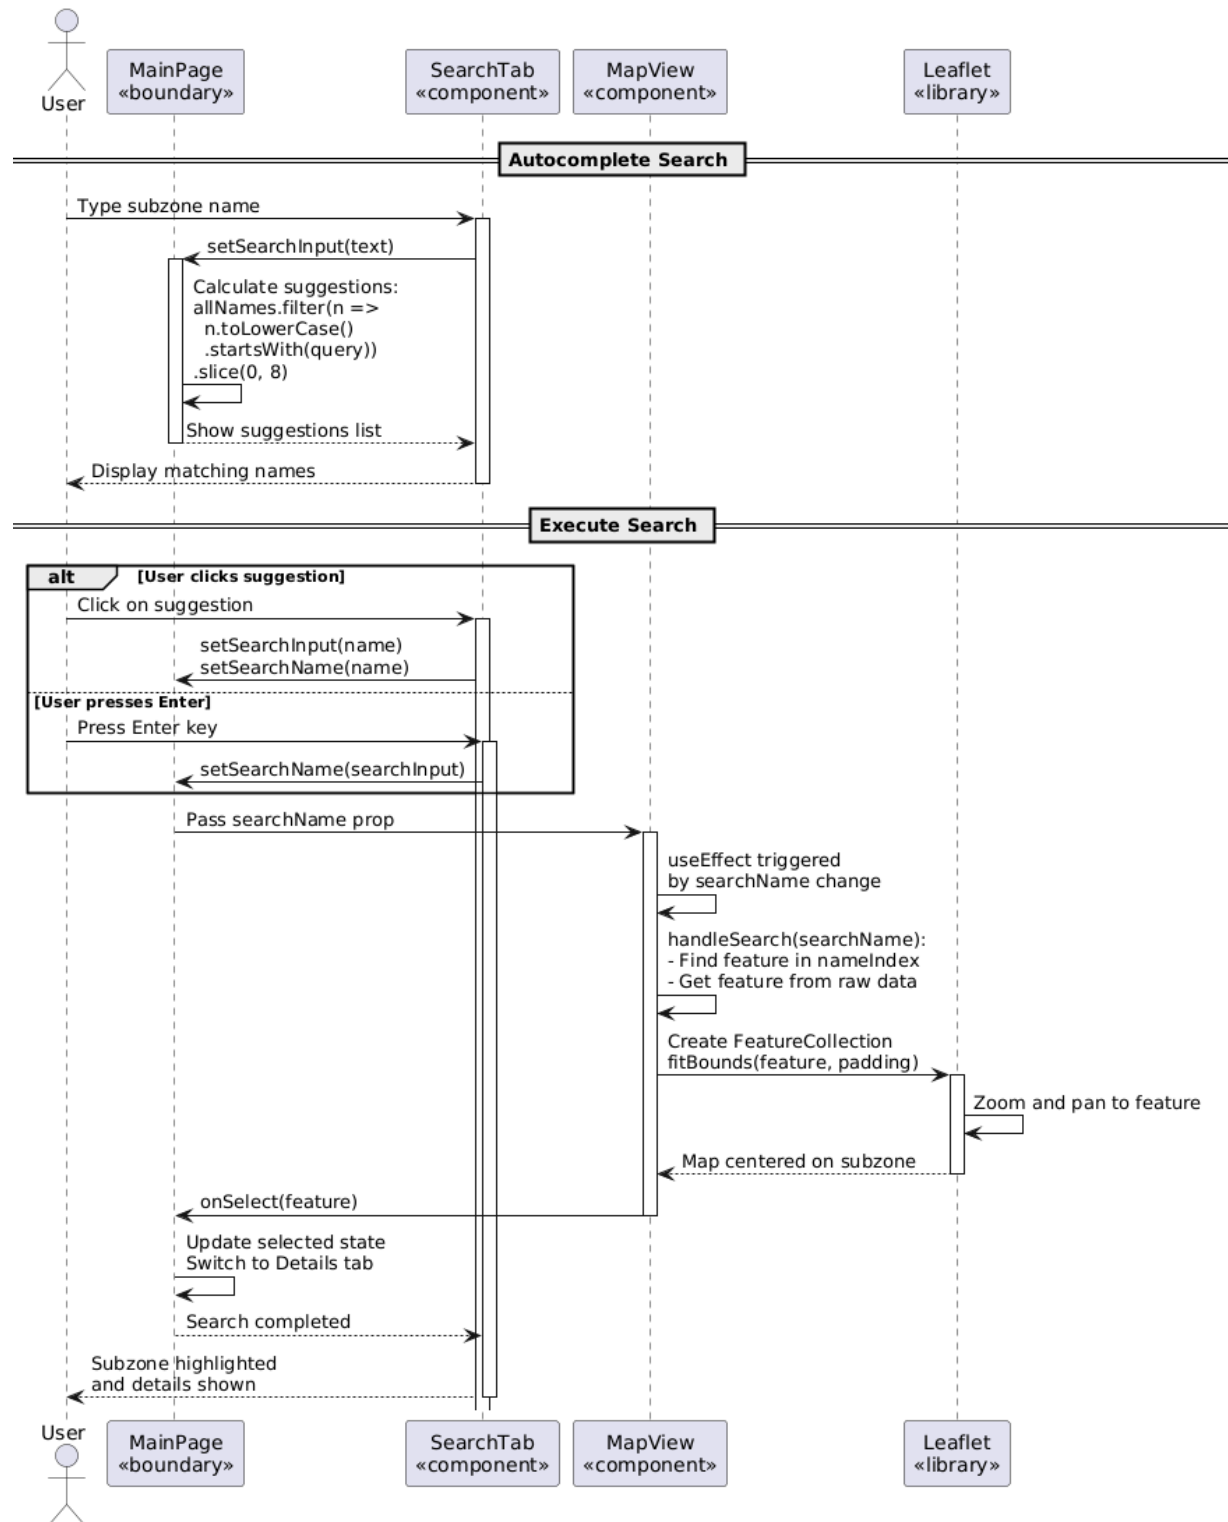 User
MainPage
«boundary»
SearchTab
«component»
MapView
«component»
Leaflet
«library»
Autocomplete Search
Type subzone name
setSearchInput(text)
Calculate suggestions:
allNames.filter(n =>
n.toLowerCase()
.startsWith(query))
.slice(0, 8)
Show suggestions list
Display matching names
Execute Search
alt [User clicks suggestion]
Click on suggestion
setSearchInput(name)
setSearchName(name)
[User presses Enter]
Press Enter key
setSearchName(searchInput)
Pass searchName prop
useEffect triggered
by searchName change
handleSearch(searchName):
- Find feature in nameIndex
- Get feature from raw data
Create FeatureCollection
fitBounds(feature, padding)
Zoom and pan to feature
Map centered on subzone
onSelect(feature)
Update selected state
Switch to Details tab
Search completed
Subzone highlighted
and details shown
User
MainPage
«boundary»
SearchTab
«component»
MapView
«component»
Leaflet
«library»